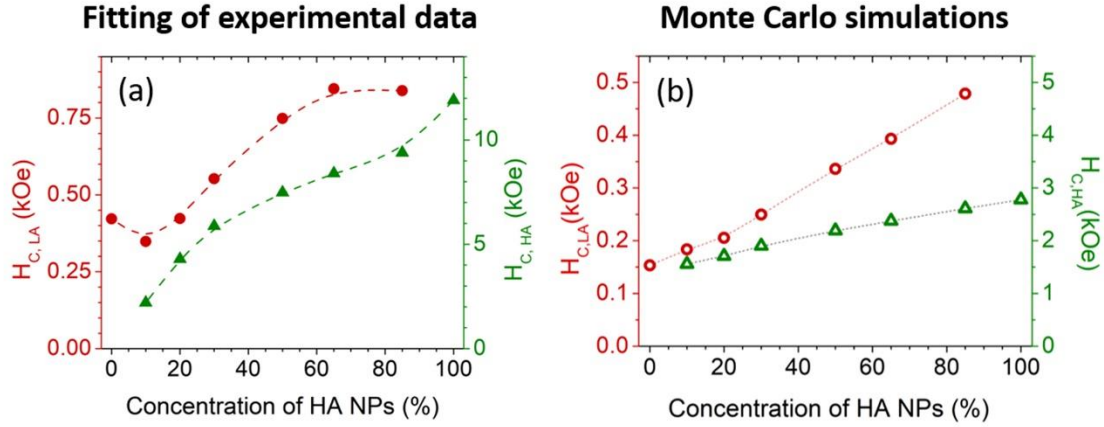 Fitting of experimental data
Monte Carlo simulations
(a)
0.75
0.50
0.25
0.00
H_C, LA (kOe)
10
5
0
H_C, HA (kOe)
0 20 40 60 80 100
Concentration of HA NPs (%)
(b)
0.5
0.4
0.3
0.2
0.1
0.0
H_C,LA(kOe)
5
4
3
2
1
0
H_C,HA(kOe)
0 20 40 60 80 100
Concentration of HA NPs (%)